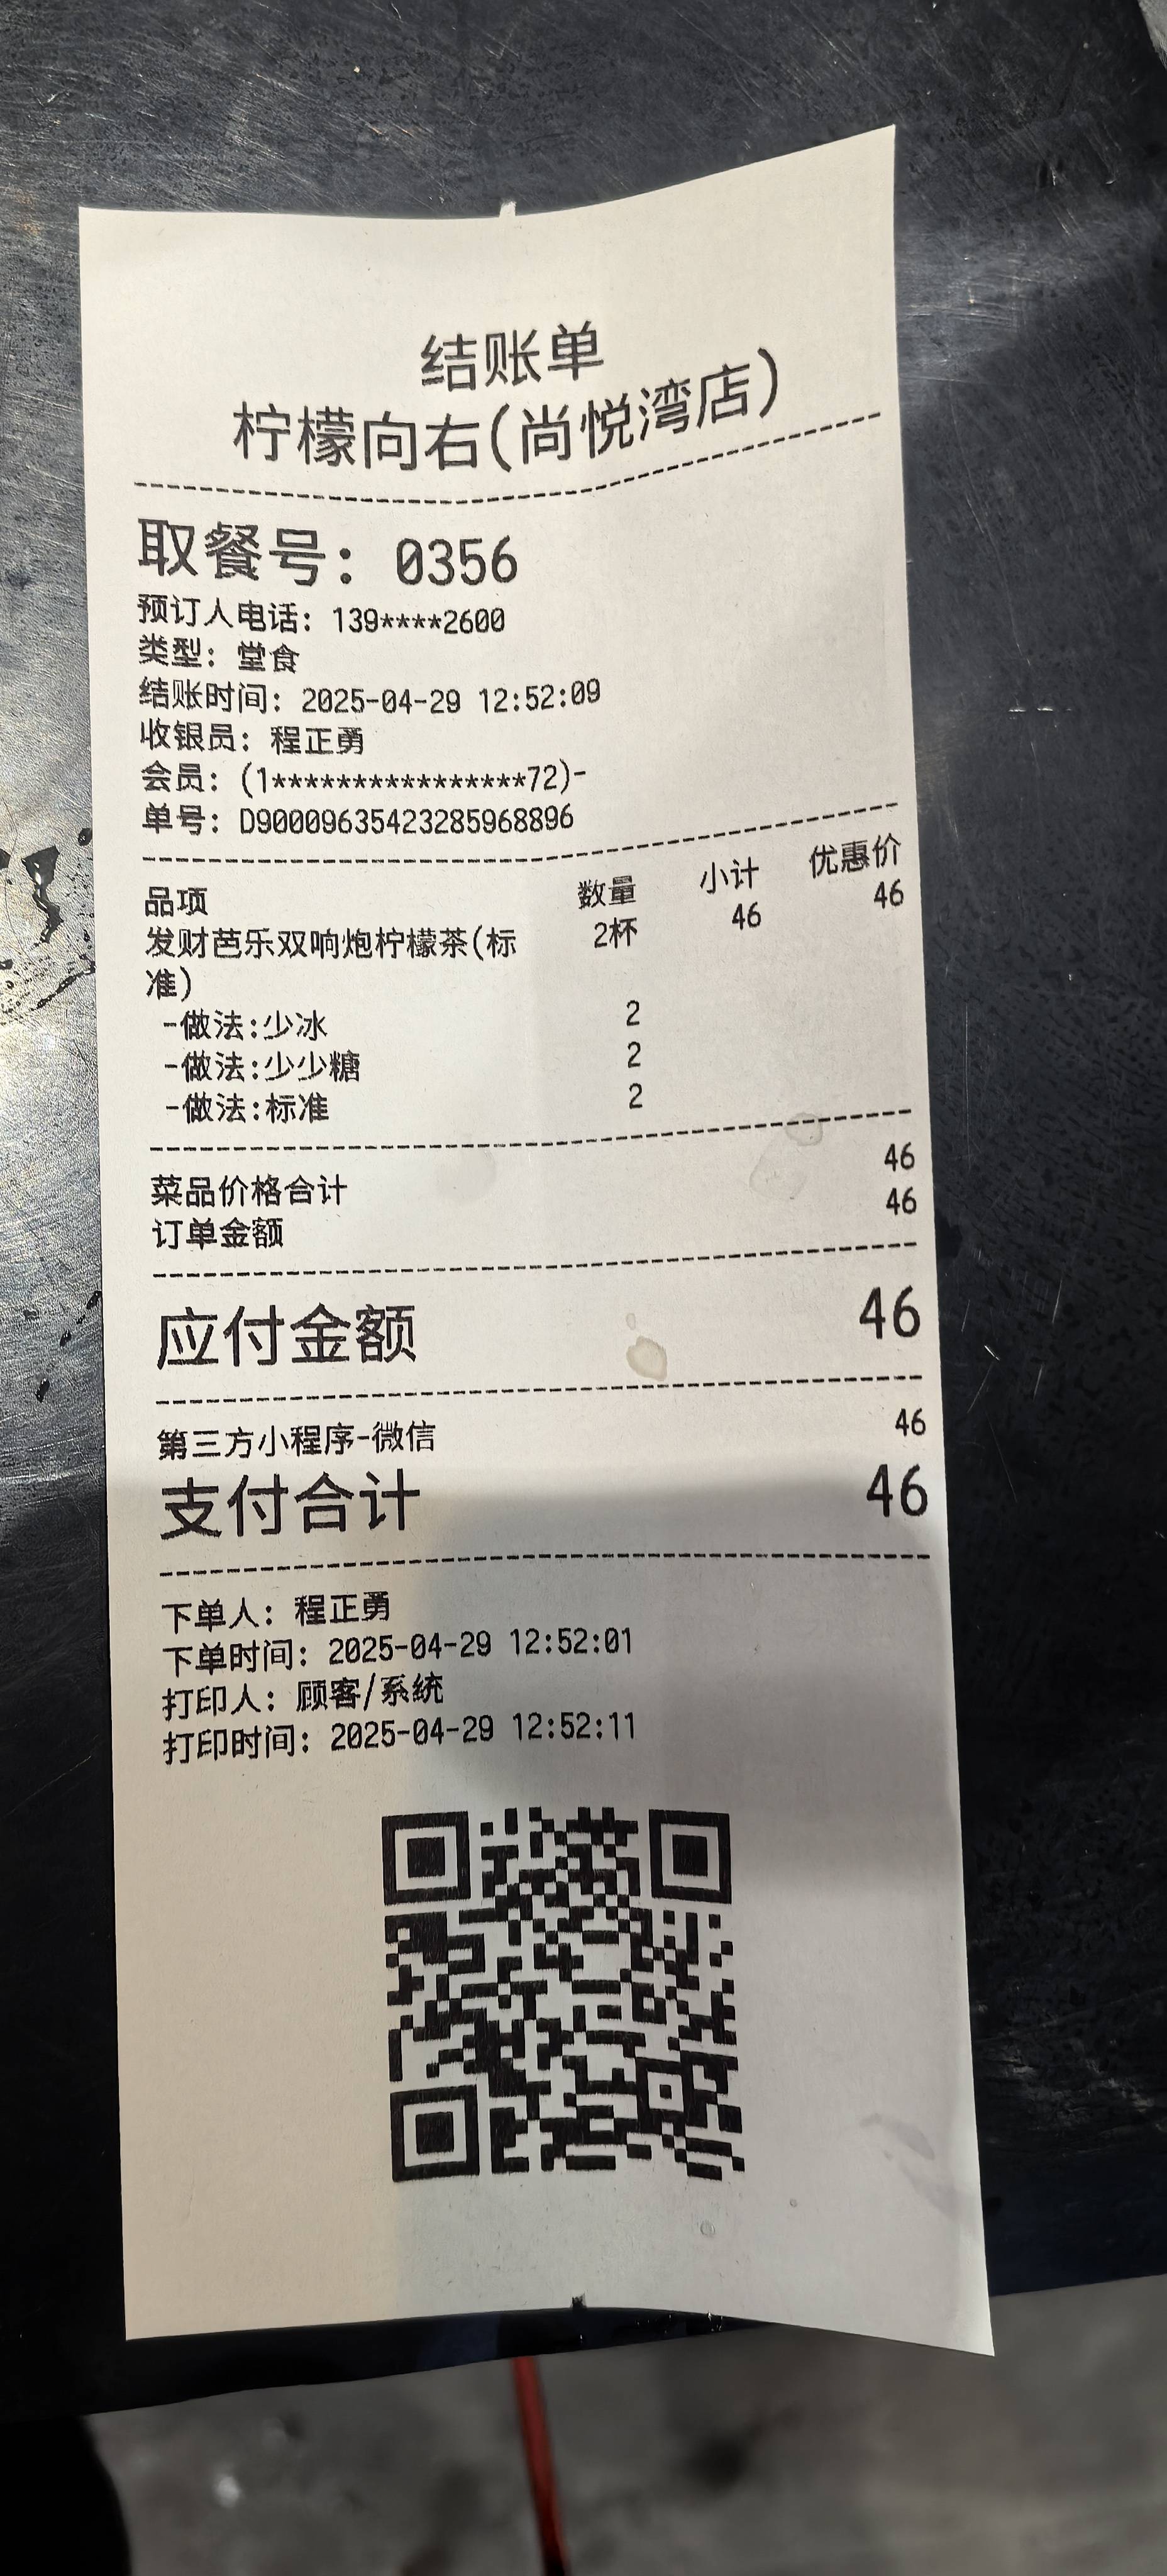 结账单
柠檬向右(尚悦湾店)
取餐号: 0356
预订人电话: 139****2600
类型: 堂食
结账时间: 2025-04-29 12:52:09
收银员: 程正勇
会员: (1****************72)-
单号: D90009635423285968896
品项 数量 小计 优惠价
发财芭乐双响炮柠檬茶(标 2杯 46 46
准)
-做法:少冰 2
-做法:少少糖 2
-做法:标准 2
菜品价格合计 46
订单金额 46
应付金额 46
第三方小程序-微信 46
支付合计 46
下单人: 程正勇
下单时间: 2025-04-29 12:52:01
打印人: 顾客/系统
打印时间: 2025-04-29 12:52:11